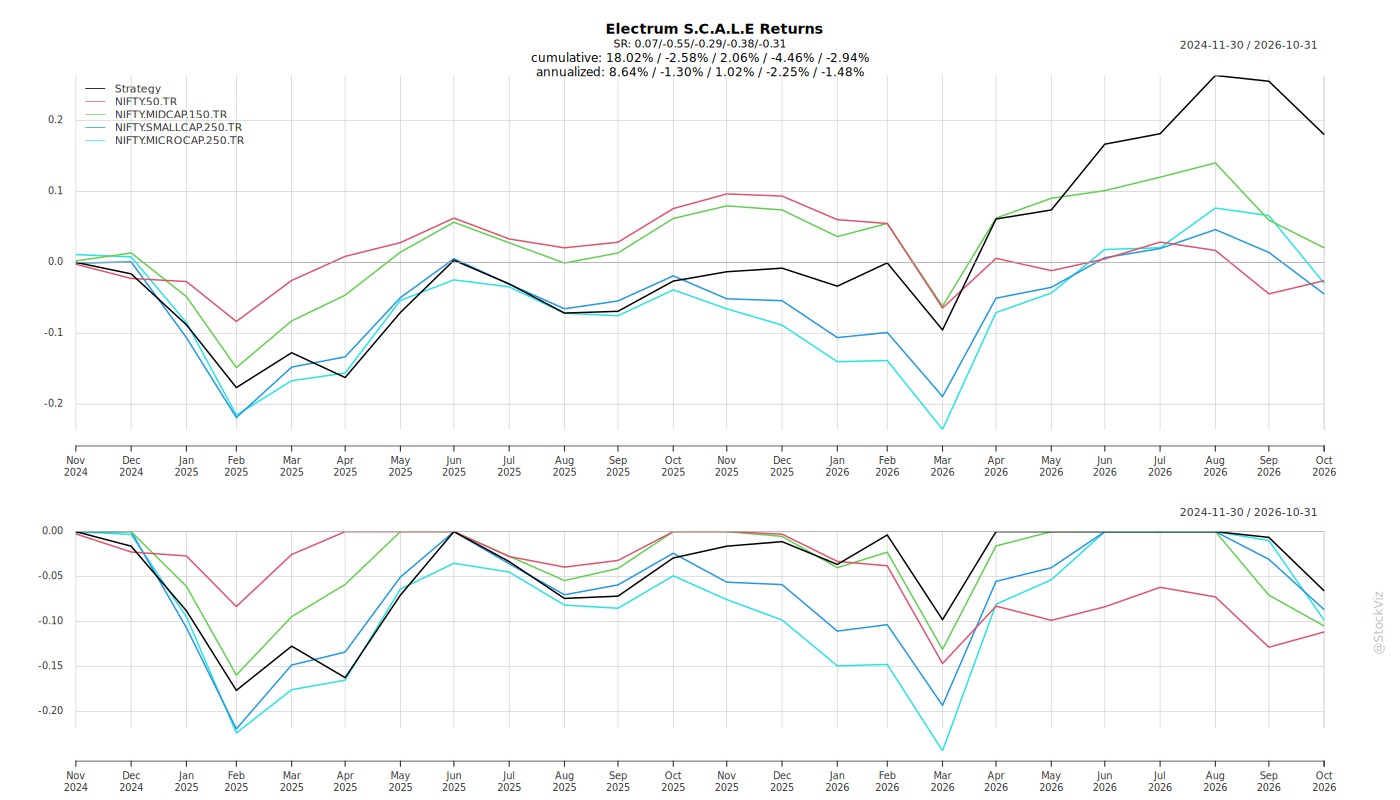 Electrum S.C.A.L.E Returns
SR: 0.07/-0.55/-0.29/-0.38/-0.31
cumulative: 18.02% / -2.58% / 2.06% / -4.46% / -2.94%
annualized: 8.64% / -1.30% / 1.02% / -2.25% / -1.48%
2024-11-30 / 2026-10-31
Strategy
NIFTY.50.TR
NIFTY.MIDCAP.150.TR
NIFTY.SMALLCAP.250.TR
NIFTY.MICROCAP.250.TR
0.2
0.1
0.0
-0.1
-0.2
Nov Dec Jan Feb Mar Apr May Jun Jul Aug Sep Oct Nov Dec Jan Feb Mar Apr May Jun Jul Aug Sep Oct
2024 2024 2025 2025 2025 2025 2025 2025 2025 2025 2025 2025 2025 2025 2026 2026 2026 2026 2026 2026 2026 2026 2026 2026
2024-11-30 / 2026-10-31
0.00
-0.05
-0.10
-0.15
-0.20
Nov Dec Jan Feb Mar Apr May Jun Jul Aug Sep Oct Nov Dec Jan Feb Mar Apr May Jun Jul Aug Sep Oct
2024 2024 2025 2025 2025 2025 2025 2025 2025 2025 2025 2025 2025 2025 2026 2026 2026 2026 2026 2026 2026 2026 2026 2026
@StockViz